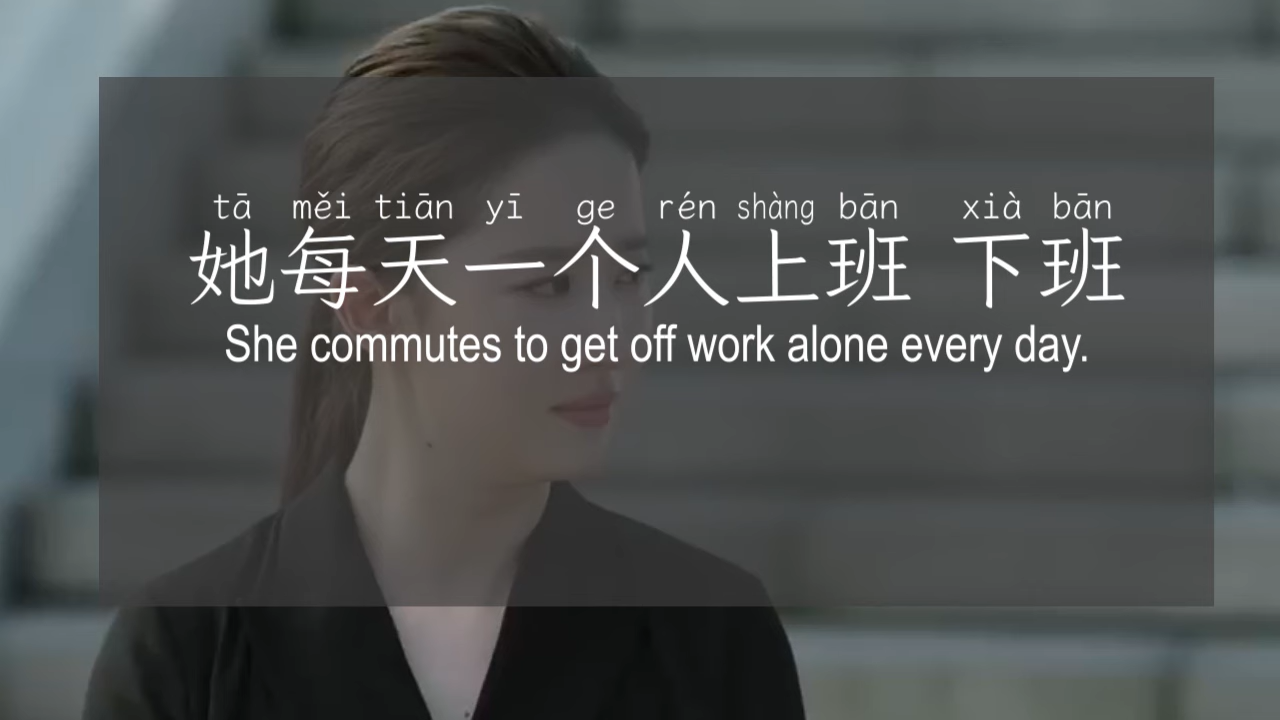 tā měi tiān yī ge rén shàng bān xià bān
她每天一个人上班 下班
She commutes to get off work alone every day.